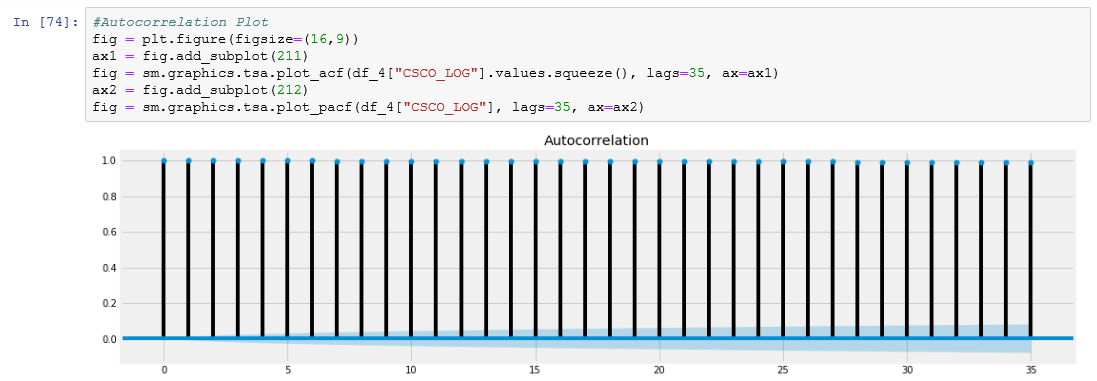 In [74]: #Autocorrelation Plot
fig = plt.figure(figsize=(16,9))
ax1 = fig.add_subplot(211)
fig = sm.graphics.tsa.plot_acf(df_4["CSCO_LOG"].values.squeeze(), lags=35, ax=ax1)
ax2 = fig.add_subplot(212)
fig = sm.graphics.tsa.plot_pacf(df_4["CSCO_LOG"], lags=35, ax=ax2)
Autocorrelation
1.0
0.8
0.6
0.4
0.2
0.0
0 5 10 15 20 25 30 35